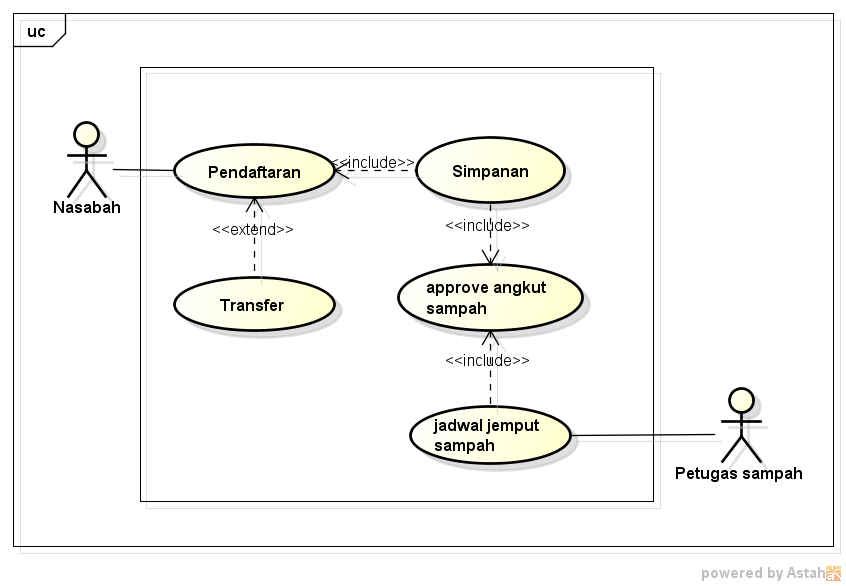 uc
Pendaftaran
<<include>>
Simpanan
Nasabah
<<extend>>
<<include>>
Transfer
approve angkut
sampah
<<include>>
jadwal jemput
sampah
Petugas sampah
powered by Astah